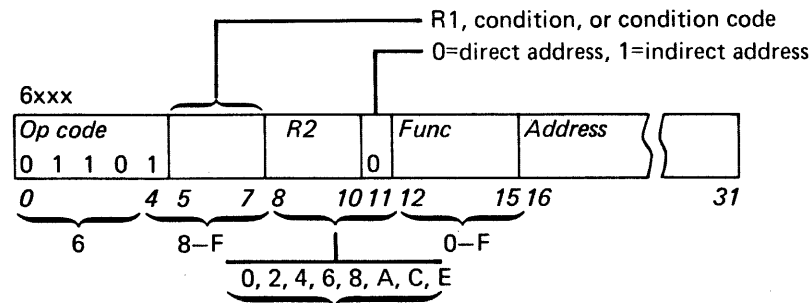 R1, condition, or condition code
0=direct address, 1=indirect address
6xxx
Op code R2 Func Address
0 1 1 0 1 0
0 4 5 7 8 10 11 12 15 16 31
6 8–F 0–F
0, 2, 4, 6, 8, A, C, E